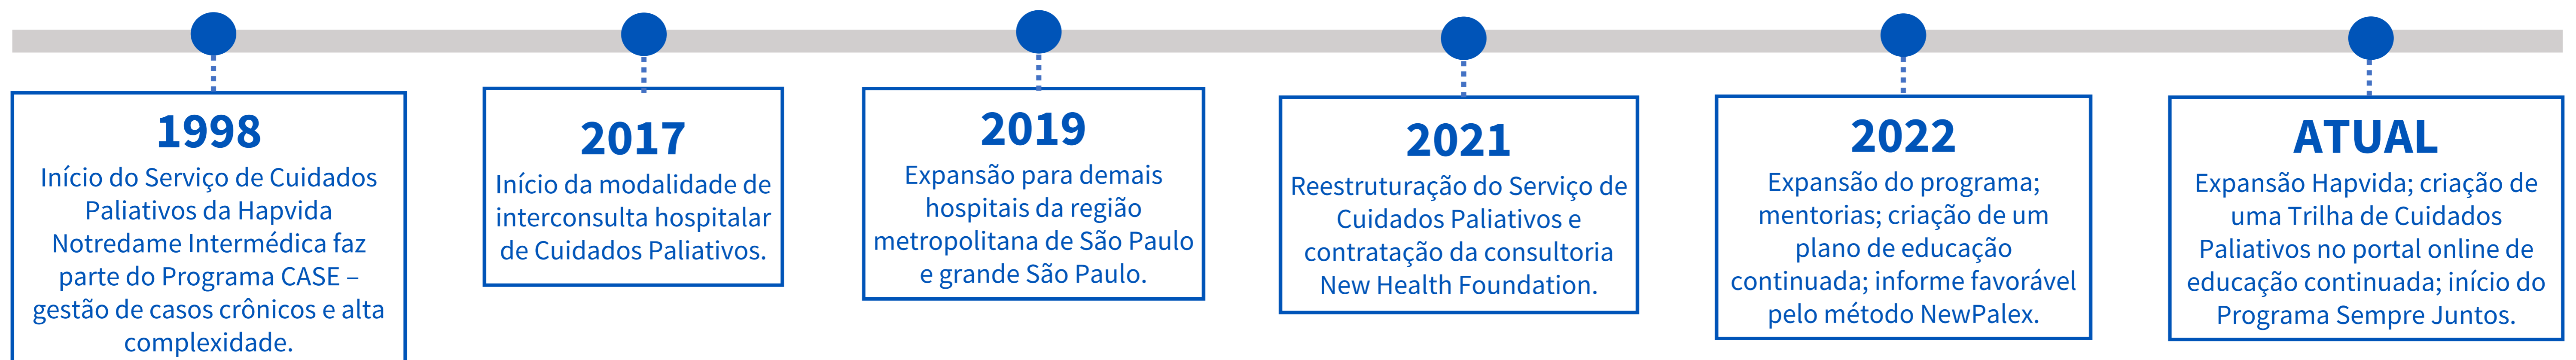 1998
Início do Serviço de Cuidados
Paliativos da Hapvida
Notredame Intermédica faz
parte do Programa CASE –
gestão de casos crônicos e alta
complexidade.
2017
Início da modalidade de
interconsulta hospitalar
de Cuidados Paliativos.
2019
Expansão para demais
hospitais da região
metropolitana de São Paulo
e grande São Paulo.
2021
Reestruturação do Serviço de
Cuidados Paliativos e
contratação da consultoria
New Health Foundation.
2022
Expansão do programa;
mentorias; criação de um
plano de educação
continuada; informe favorável
pelo método NewPalex.
ATUAL
Expansão Hapvida; criação de
uma Trilha de Cuidados
Paliativos no portal online de
educação continuada; início do
Programa Sempre Juntos.